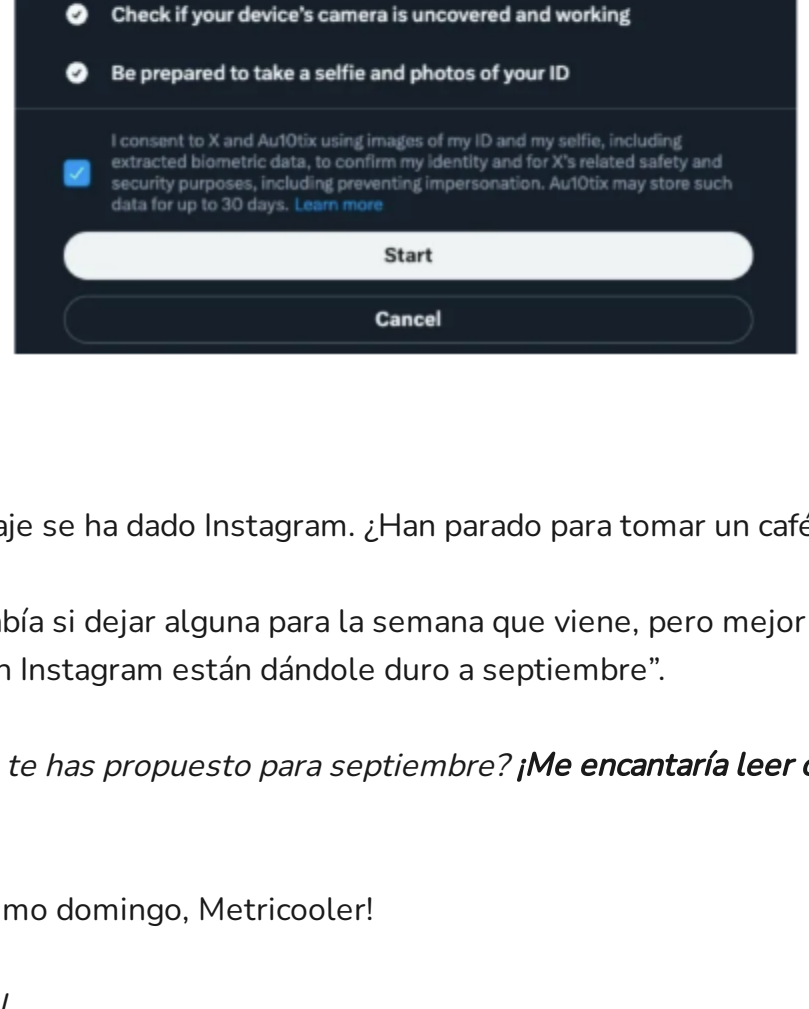 Check if your device's camera is uncovered and working
Be prepared to take a selfie and photos of your ID
I consent to X and Au10tix using images of my ID and my selfie, including
extracted biometric data, to confirm my identity and for X's related safety and
security purposes, including preventing impersonation. Au10tix may store such
data for up to 30 days. Learn more
Start
Cancel
aje se ha dado Instagram. ¿Han parado para tomar un café
bía si dejar alguna para la semana que viene, pero mejor
n Instagram están dándole duro a septiembre”.
te has propuesto para septiembre? ¡Me encantaría leer
mo domingo, Metricooler!